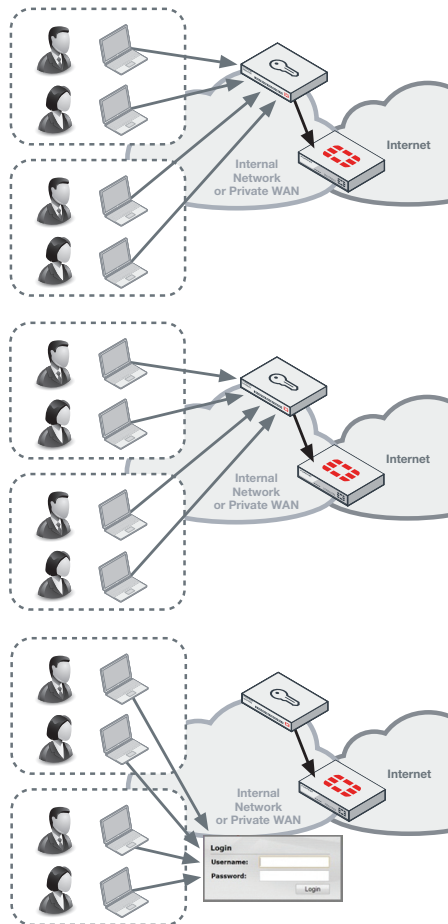 Internal
Network
or Private WAN
Internet
Internal
Network
or Private WAN
Internet
Internal
Network
or Private WAN
Internet
Login
Username:
Password:
Login